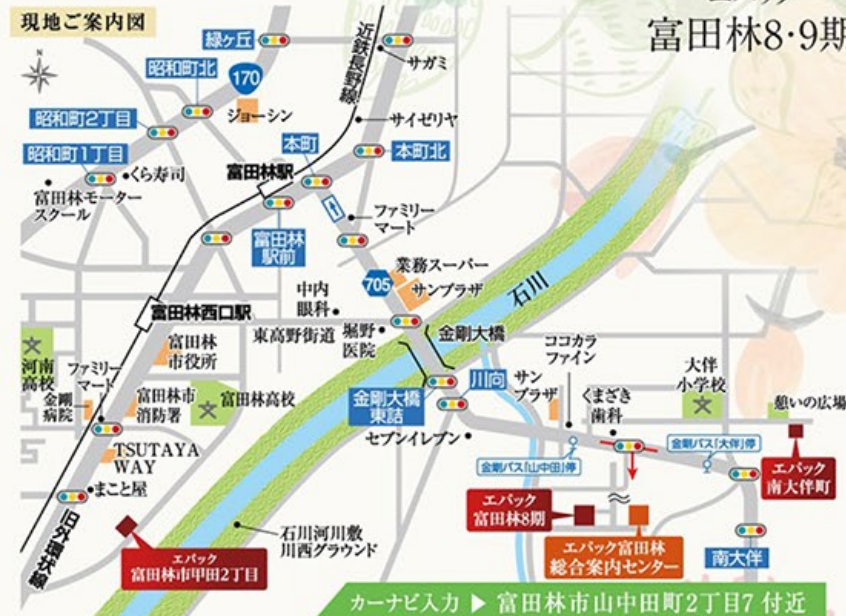 現地ご案内図
富田林8・9期
N
緑ヶ丘
近鉄長野線
サガミ
昭和町北
170
ジョーシン
昭和町2丁目
サイゼリヤ
本町
本町北
昭和町1丁目
くら寿司
富田林駅
富田林モーター
スクール
ファミリー
マート
富田林
駅前
業務スーパー
705
サンプラザ
石川
中内
眼科
富田林西口駅
東高野街道
堀野
医院
金剛大橋
富田林
市役所
河南
高校
ファミリー
マート
金剛
病院
富田林市
消防署
富田林高校
金剛大橋
東詰
川向
サン
プラザ
ココカラ
ファイン
くまざき
歯科
大伴
小学校
憩いの広場
セブンイレブン
金剛バス「山中田」停
金剛バス「大伴」停
TSUTAYA
WAY
まこと屋
エバック
南大伴町
エバック
富田林8期
エバック富田林
総合案内センター
南大伴
旧外環状線
石川河川敷
川西グラウンド
エバック
富田林市甲田2丁目
カーナビ入力 ▶ 富田林市山中田町2丁目7 付近